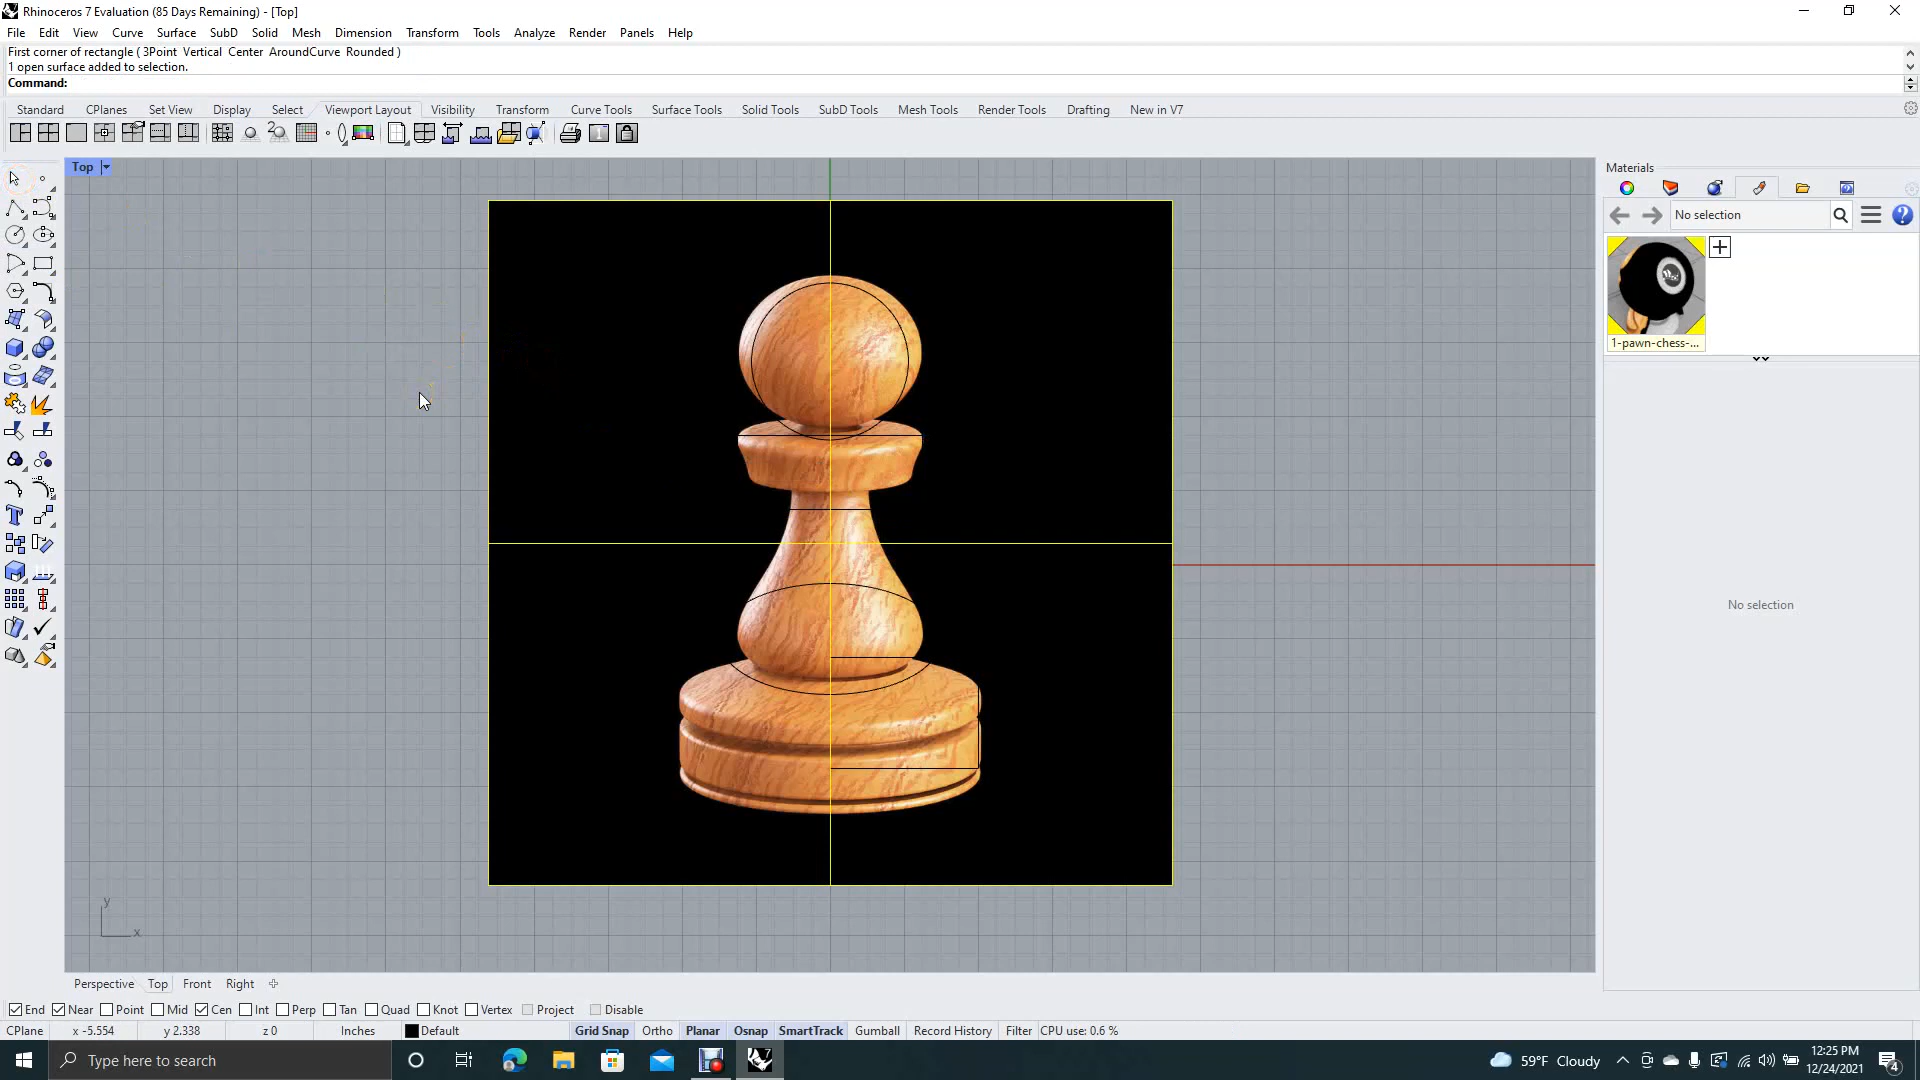 Rhinoceros 7 Evaluation (85 Days Remaining) - [Top]
File Edit View Curve Surface SubD Solid Mesh Dimension Transform Tools Analyze Render Panels Help
First corner of rectangle ( 3Point Vertical Center AroundCurve Rounded )
1 open surface added to selection.
Command:
Standard CPlanes Set View Display Select Viewport Layout Visibility Transform Curve Tools Surface Tools Solid Tools SubD Tools Mesh Tools Render Tools Drafting New in V7
Top
Materials
No selection
1-pawn-chess-...
No selection
y
x
Perspective Top Front Right
End Near Point Mid Cen Int Perp Tan Quad Knot Vertex Project Disable
CPlane x -5.554 y 2.338 z 0 Inches Default Grid Snap Ortho Planar Osnap SmartTrack Gumball Record History Filter CPU use: 0.6 %
Type here to search
59°F Cloudy
12:25 PM
12/24/2021
4